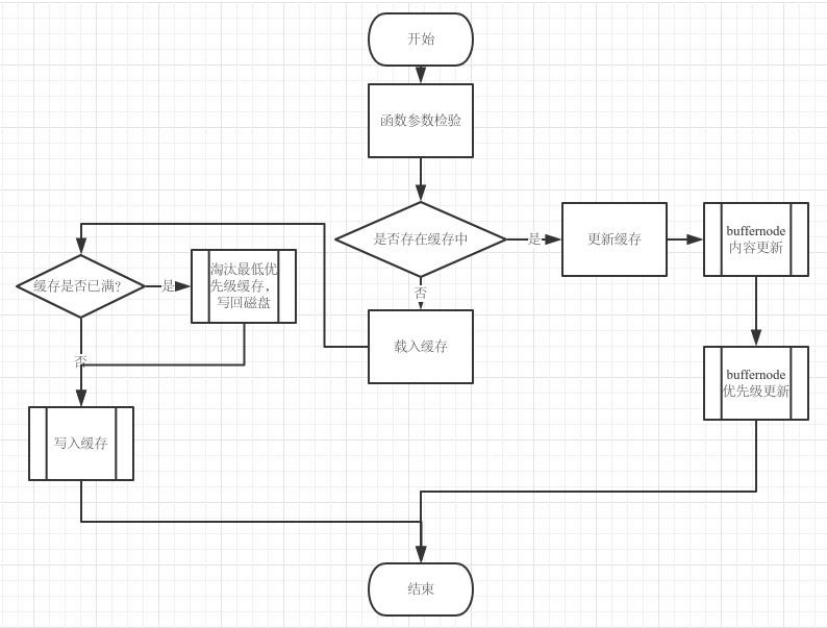 开始
函数参数检验
是否存在缓存中
是
更新缓存
buffernode
内容更新
缓存是否已满?
是
淘汰最低优
先级缓存，
写回磁盘
否
载入缓存
buffernode
优先级更新
否
写入缓存
结束